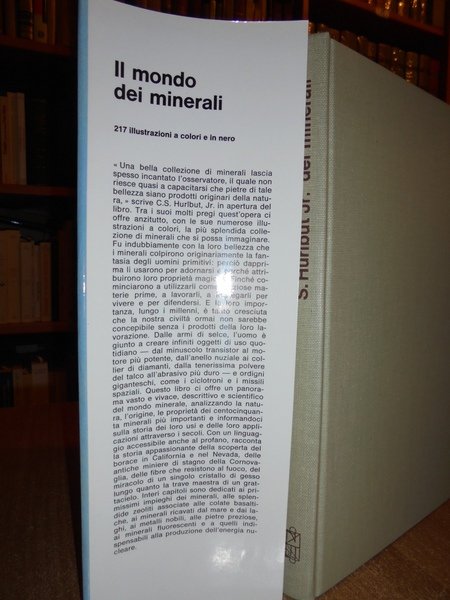 Il mondo
dei minerali
217 illustrazioni a colori e in nero
« Una bella collezione di minerali lascia
spesso incantato l'osservatore, il quale non
riesce quasi a capacitarsi che pietre di tale
bellezza siano prodotti originari della natu-
ra, » scrive C.S. Hurlbut, Jr. in apertura del
libro. Tra i suoi molti pregi quest'opera ci
offre anzitutto, con le sue numerose illu-
strazioni a colori, la più splendida colle-
zione di minerali che si possa immaginare.
Fu indubbiamente con la loro bellezza che
i minerali colpirono originariamente la fan-
tasia degli uomini primitivi: perciò dappri-
ma li usarono per adornarsi e perché attri-
buirono loro proprietà magiche. Finché co-
minciarono a utilizzarli come preziose ma-
terie prime, a lavorarli, a impiegarli per
vivere e per difendersi. E la loro impor-
tanza, lungo i millenni, è tanto cresciuta
che la nostra civiltà ormai non sarebbe
concepibile senza i prodotti della loro la-
vorazione. Dalle armi di selce, l'uomo è
giunto a creare infiniti oggetti di uso quo-
tidiano — dal minuscolo transistor al mo-
tore più potente, dall'anello nuziale ai col-
lier di diamanti, dalla tenerissima polvere
del talco all'abrasivo più duro — e ordigni
giganteschi, come i ciclotroni e i missili
spaziali. Questo libro ci offre un panora-
ma vasto e vivace, descrittivo e scientifico
del mondo minerale, analizzando la natu-
ra, l'origine, le proprietà dei centocinquan-
ta minerali più importanti e informandoci
sulla storia dei loro usi e delle loro appli-
cazioni attraverso i secoli. Con un linguag-
gio accessibile anche al profano, racconta
la storia appassionante della scoperta del
borace in California e nel Nevada, delle
antiche miniere di stagno della Cornova-
glia, delle fibre che resistono al fuoco, del
miracolo di un singolo cristallo di gesso
lungo quanto la trave maestra di un grat-
tacielo. Interi capitoli sono dedicati ai pri-
missimi impieghi dei minerali, alle splen-
dide zeoliti associate alle colate basalti-
che, ai minerali ricavati dal mare e dai la-
ghi, ai metalli nobili, alle pietre preziose,
ai minerali fluorescenti e a quelli indi-
spensabili alla produzione dell'energia nu-
cleare.
S. Hurlbut Jr. dei minerali